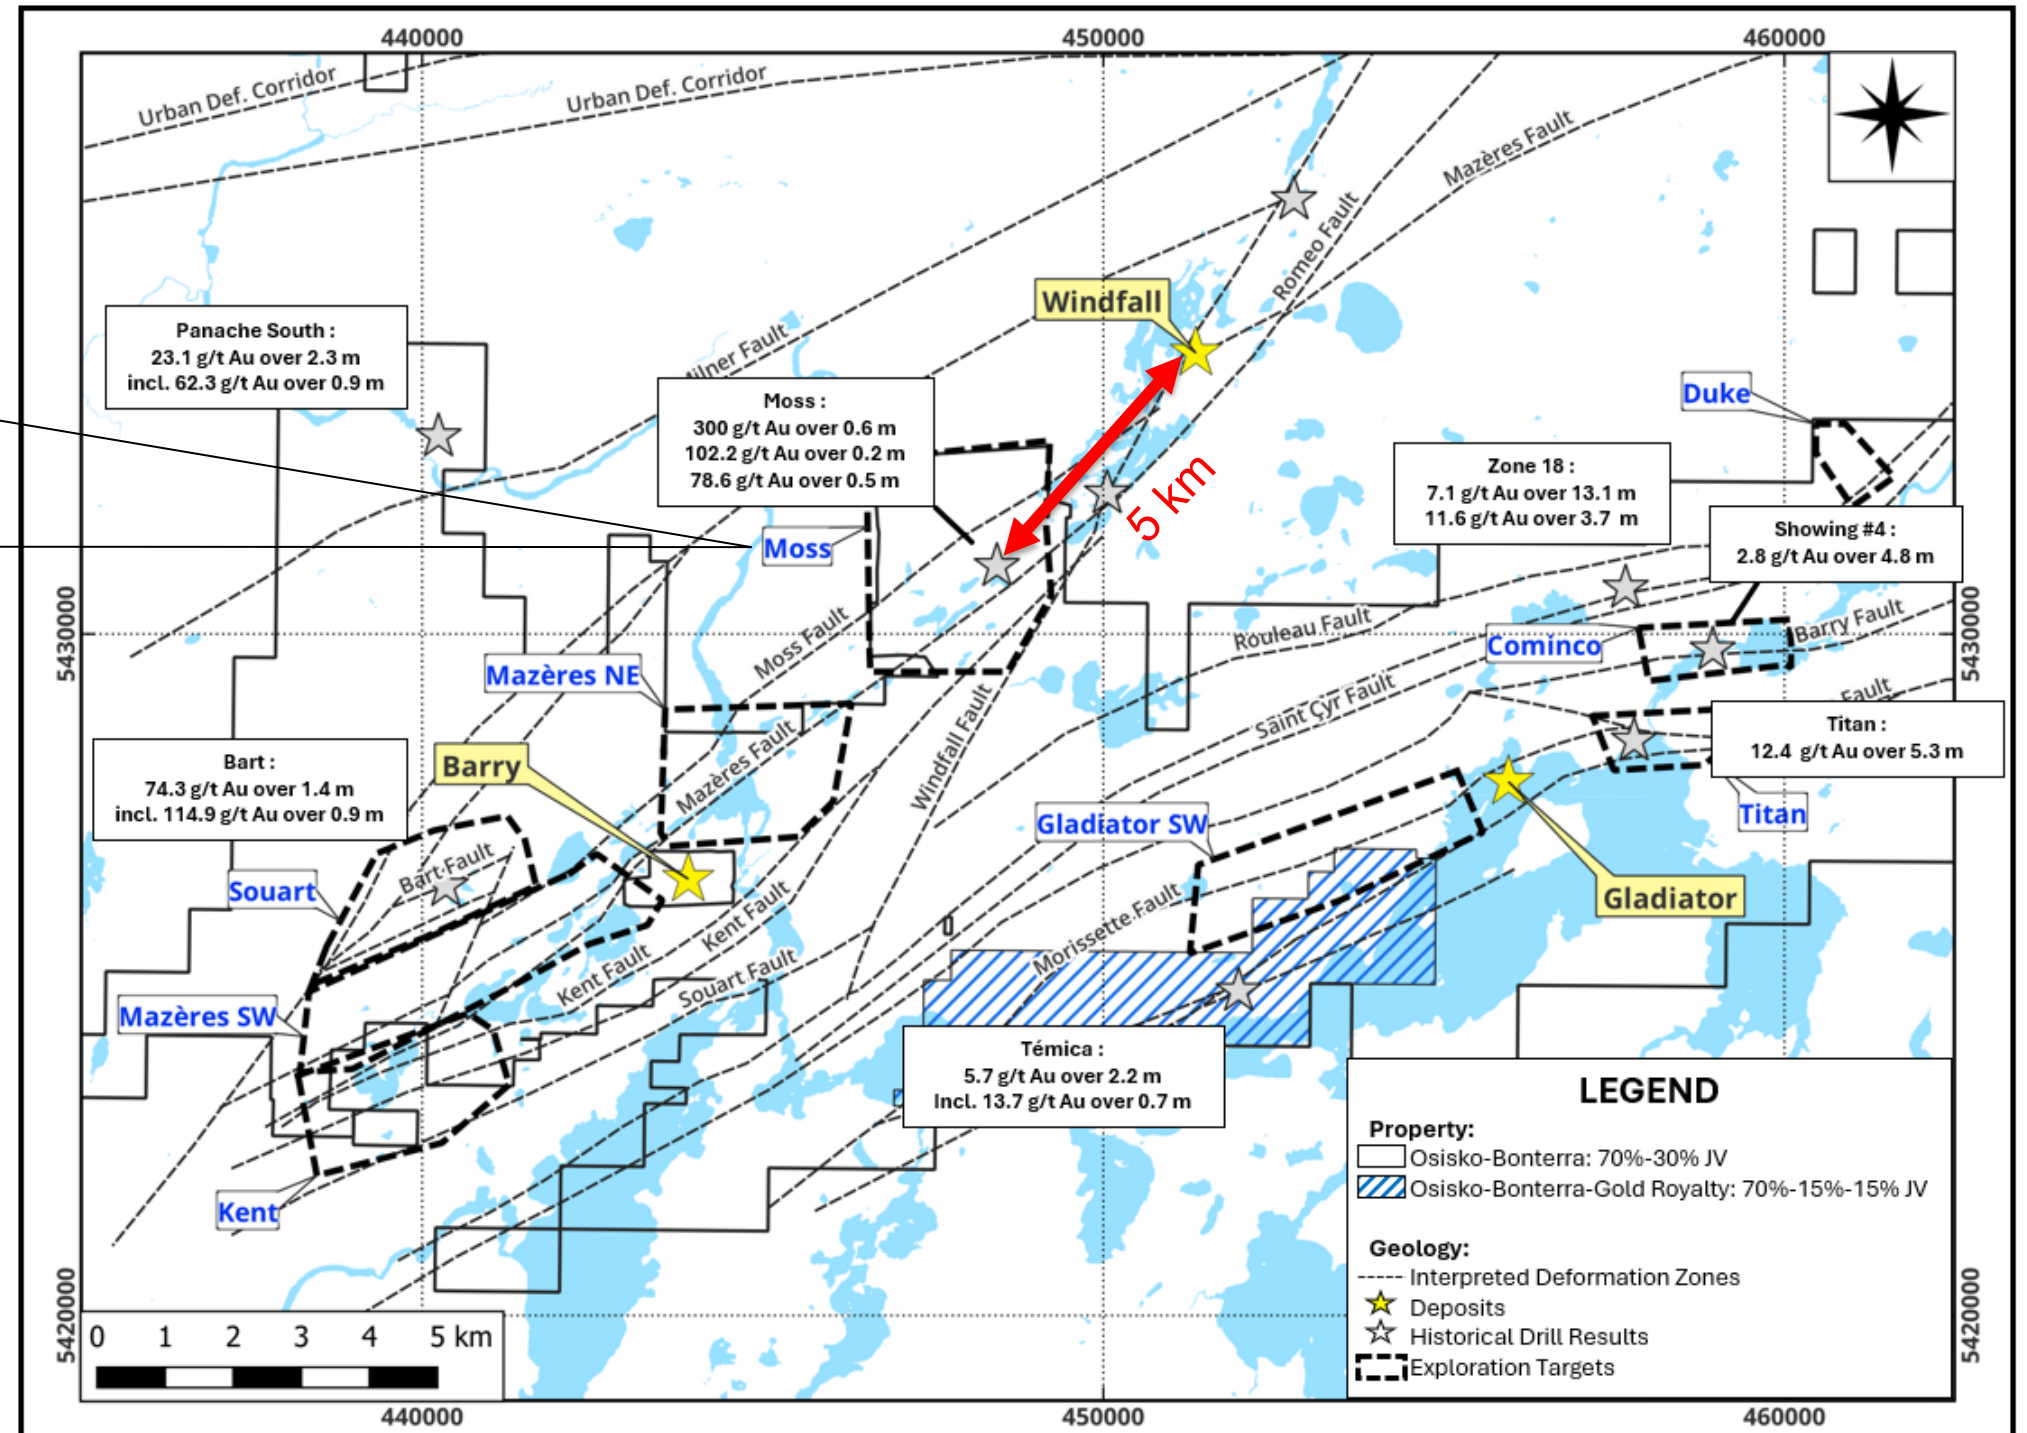 440000
450000
460000
Urban Def. Corridor
Urban Def. Corridor
Mazères Fault
Romeo Fault
Windfall
Panache South :
23.1 g/t Au over 2.3 m
incl. 62.3 g/t Au over 0.9 m
Milner Fault
Moss :
300 g/t Au over 0.6 m
102.2 g/t Au over 0.2 m
78.6 g/t Au over 0.5 m
5 km
Duke
Zone 18 :
7.1 g/t Au over 13.1 m
11.6 g/t Au over 3.7 m
Showing #4 :
2.8 g/t Au over 4.8 m
Moss
5430000
5430000
Moss Fault
Rouleau Fault
Cominco
Barry Fault
Mazères NE
Saint Cyr Fault
Fault
Titan :
12.4 g/t Au over 5.3 m
Windfall Fault
Bart :
74.3 g/t Au over 1.4 m
incl. 114.9 g/t Au over 0.9 m
Barry
Mazères Fault
Gladiator SW
Titan
Bart Fault
Souart
Gladiator
Kent Fault
Morissette Fault
Kent Fault
Souart Fault
Mazères SW
Témica :
5.7 g/t Au over 2.2 m
Incl. 13.7 g/t Au over 0.7 m
Kent
LEGEND
Property:
Osisko-Bonterra: 70%-30% JV
Osisko-Bonterra-Gold Royalty: 70%-15%-15% JV
Geology:
Interpreted Deformation Zones
Deposits
Historical Drill Results
Exploration Targets
5420000
5420000
0 1 2 3 4 5 km
440000
450000
460000